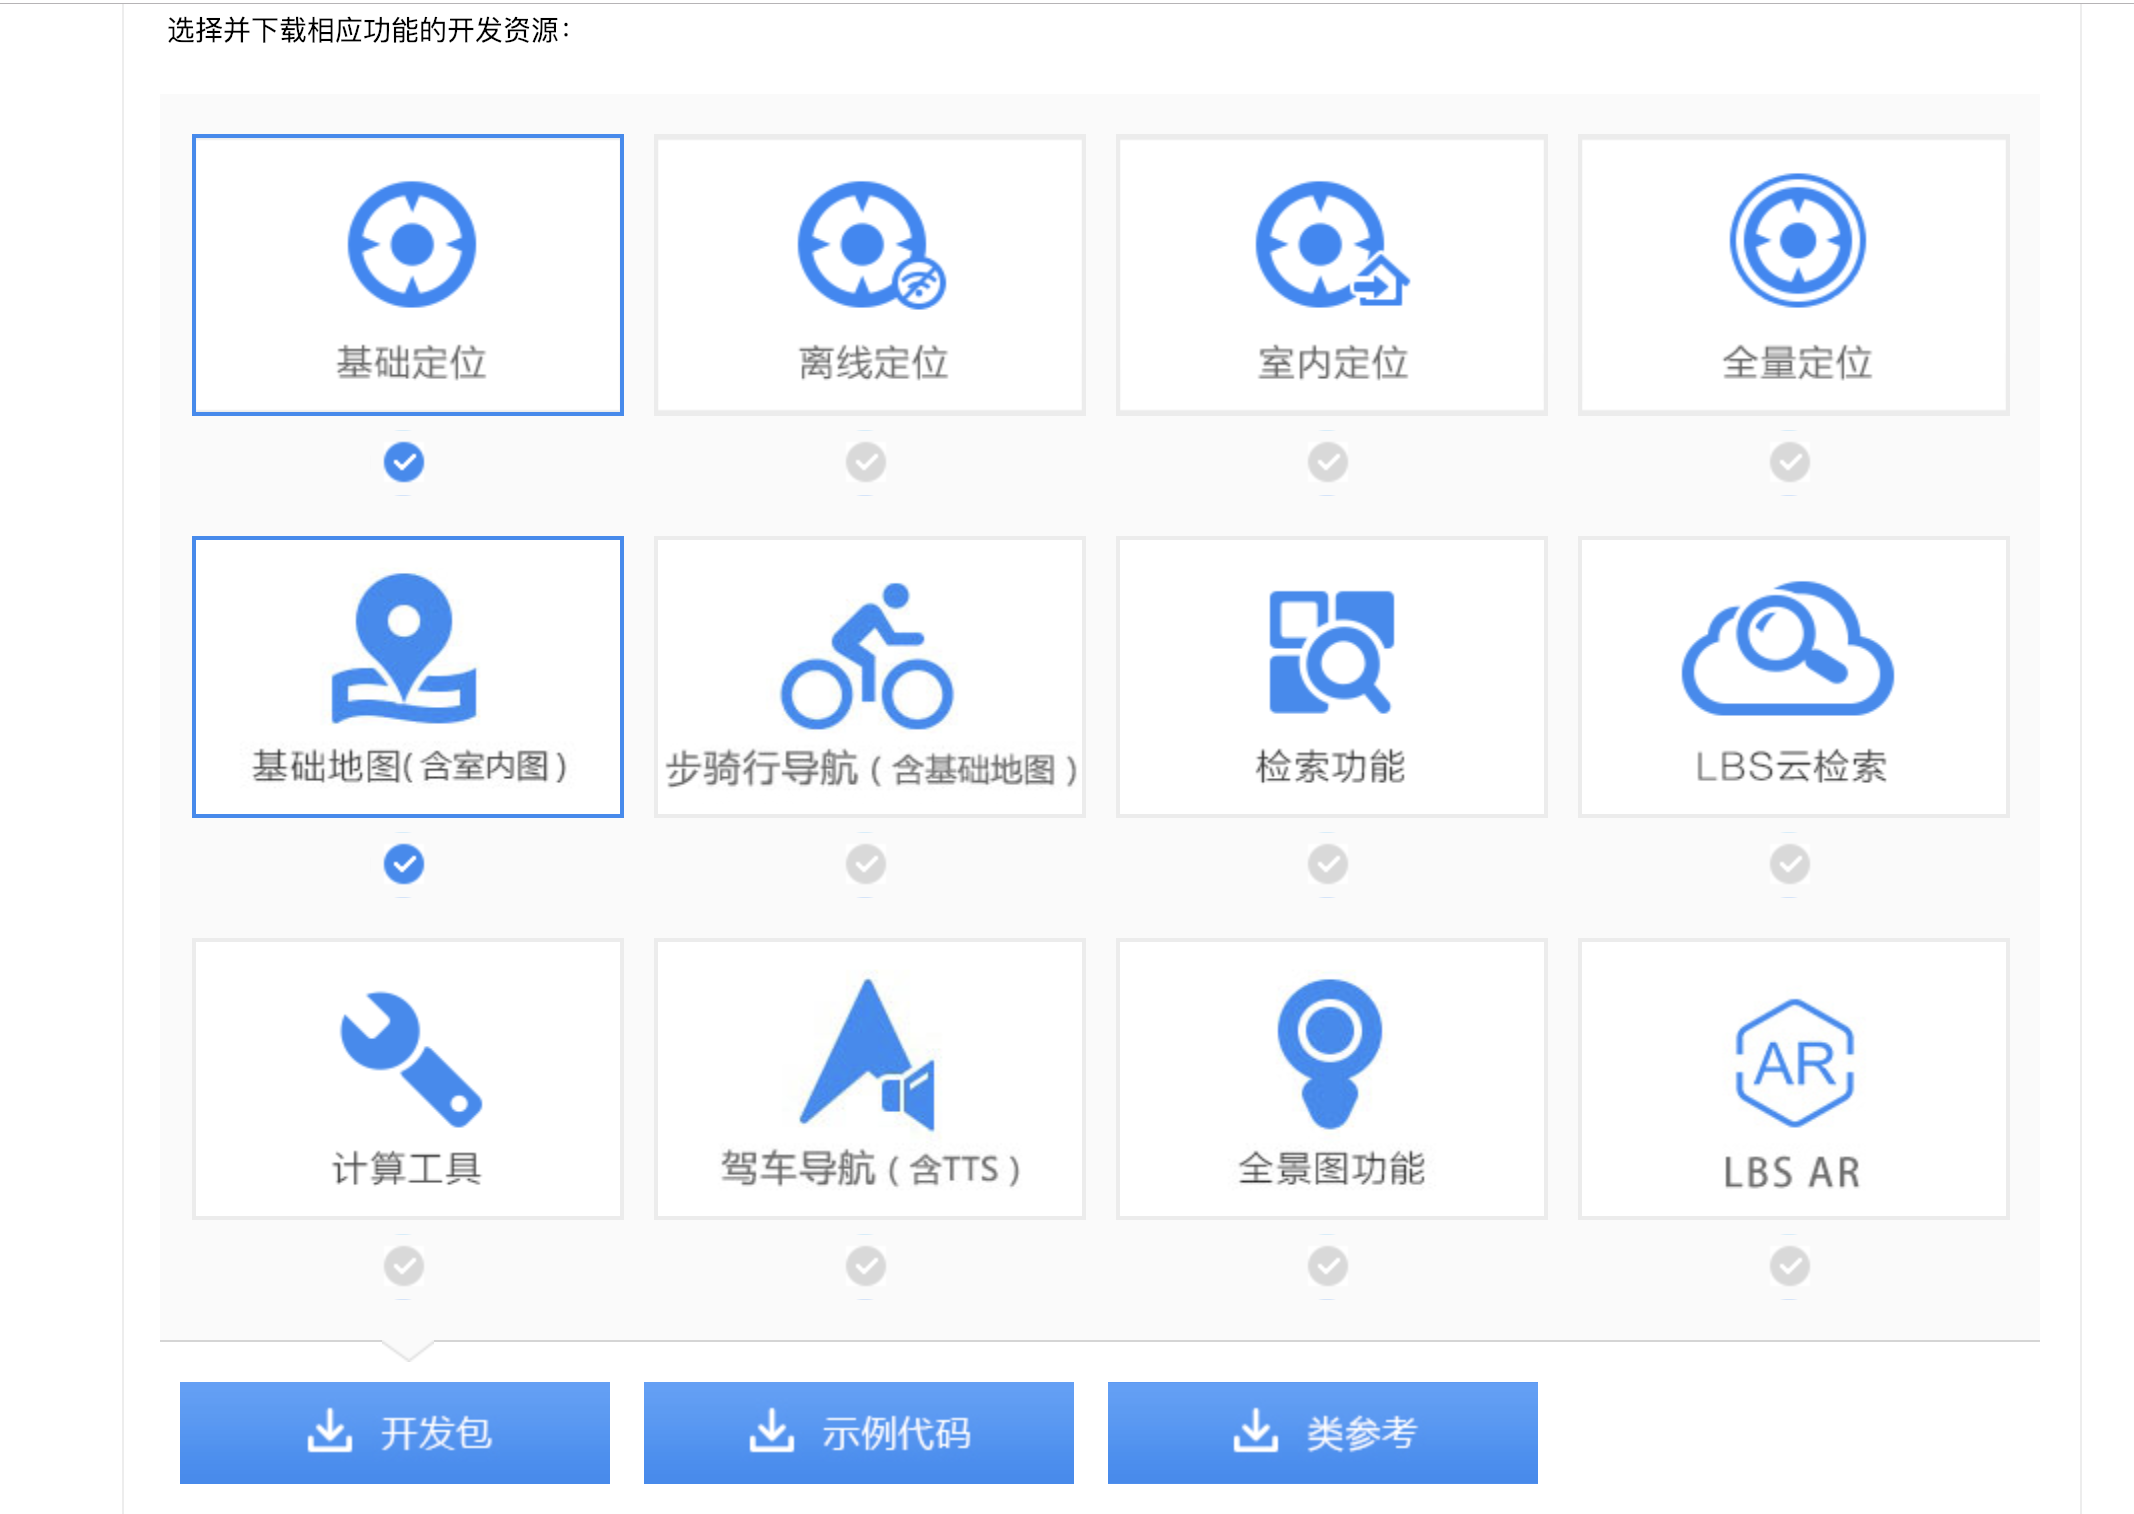 选择并下载相应功能的开发资源：
基础定位
离线定位
室内定位
全量定位
基础地图(含室内图)
步骑行导航(含基础地图)
检索功能
LBS云检索
计算工具
驾车导航(含TTS)
全景图功能
AR
LBS AR
开发包
示例代码
类参考